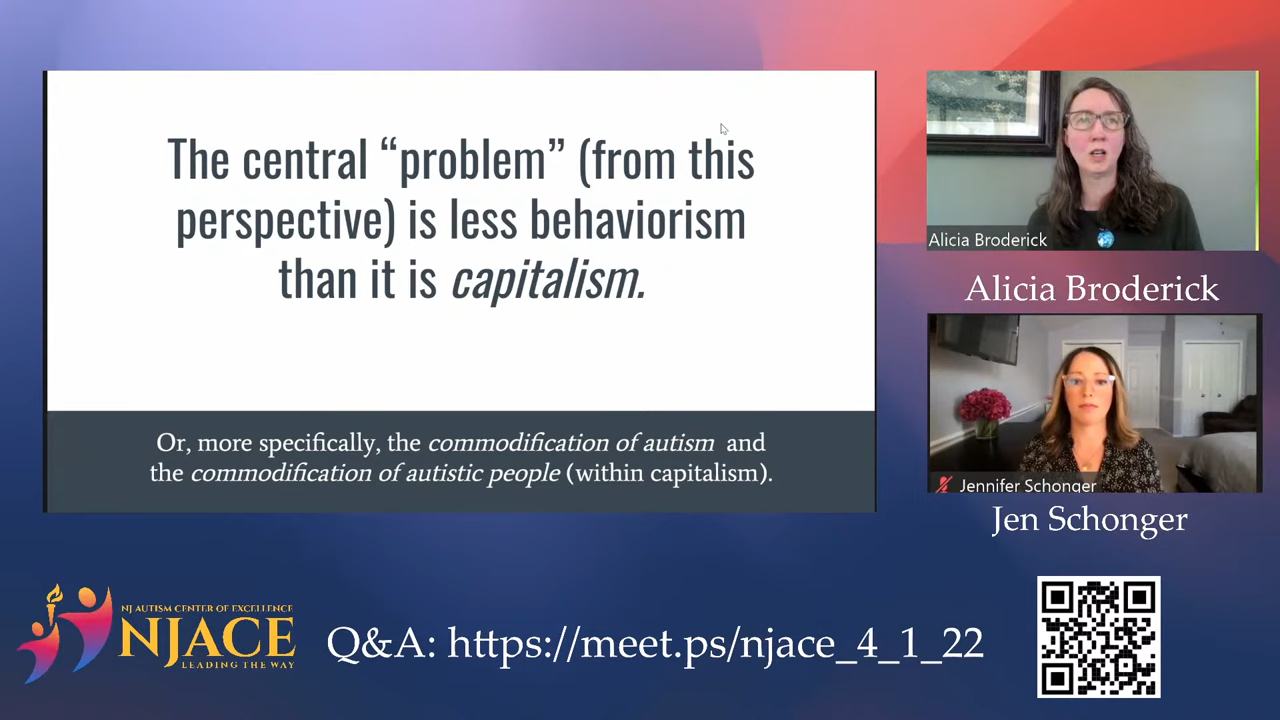 The central “problem” (from this
perspective) is less behaviorism
than it is capitalism.
Or, more specifically, the commodification of autism and
the commodification of autistic people (within capitalism).
Alicia Broderick
Alicia Broderick
Jennifer Schonger
Jen Schonger
NJ AUTISM CENTER OF EXCELLENCE
NJACE
LEADING THE WAY
Q&A: https://meet.ps/njace_4_1_22